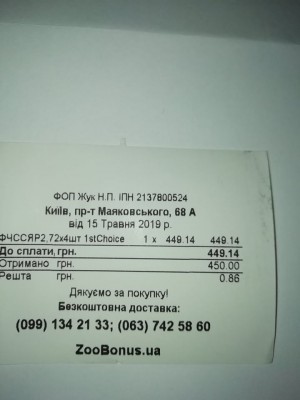 ФОП Жук Н.П. ІПН 2137800524
Київ, пр-т Маяковського, 68 А
від 15 Травня 2019 р.
ФЧССЯР2,72х4шт 1stChoice 1 x 449.14 449.14
До сплати, грн. 449.14
Отримано грн. 450.00
Решта грн. 0.86
Дякуємо за покупку!
Безкоштовна доставка:
(099) 134 21 33; (063) 742 58 60
ZooBonus.ua